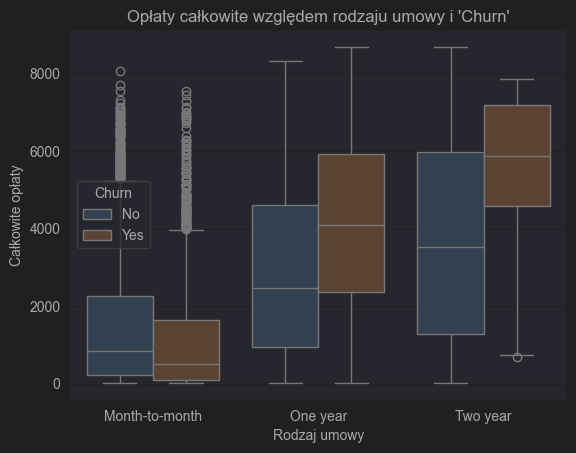 Opłaty całkowite względem rodzaju umowy i 'Churn'
8000
6000
4000
2000
0
Całkowite opłaty
Churn
No
Yes
Month-to-month
One year
Two year
Rodzaj umowy